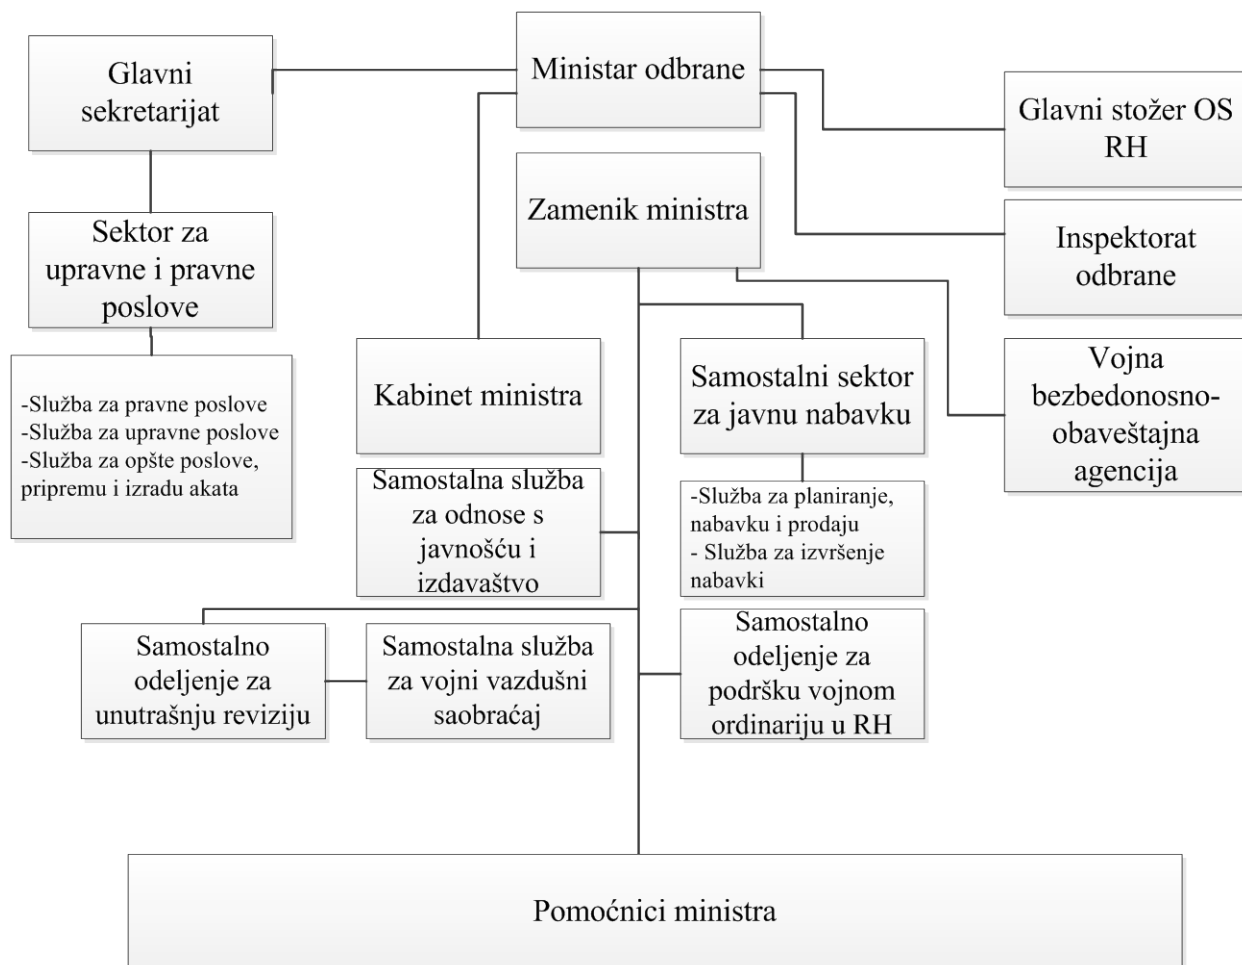 Glavni
sekretarijat
Ministar odbrane
Glavni stožer OS
RH
Zamenik ministra
Sektor za
upravne i pravne
poslove
Inspektorat
odbrane
-Služba za pravne poslove
-Služba za upravne poslove
-Služba za opšte poslove,
pripremu i izradu akata
Kabinet ministra
Samostalni sektor
za javnu nabavku
Vojna
bezbedonosno-
obaveštajna
agencija
Samostalna služba
za odnose s
javnošću i
izdavaštvo
-Služba za planiranje,
nabavku i prodaju
- Služba za izvršenje
nabavki
Samostalno
odeljenje za
unutrašnju reviziju
Samostalna služba
za vojni vazdušni
saobraćaj
Samostalno
odeljenje za
podršku vojnom
ordinariju u RH
Pomoćnici ministra